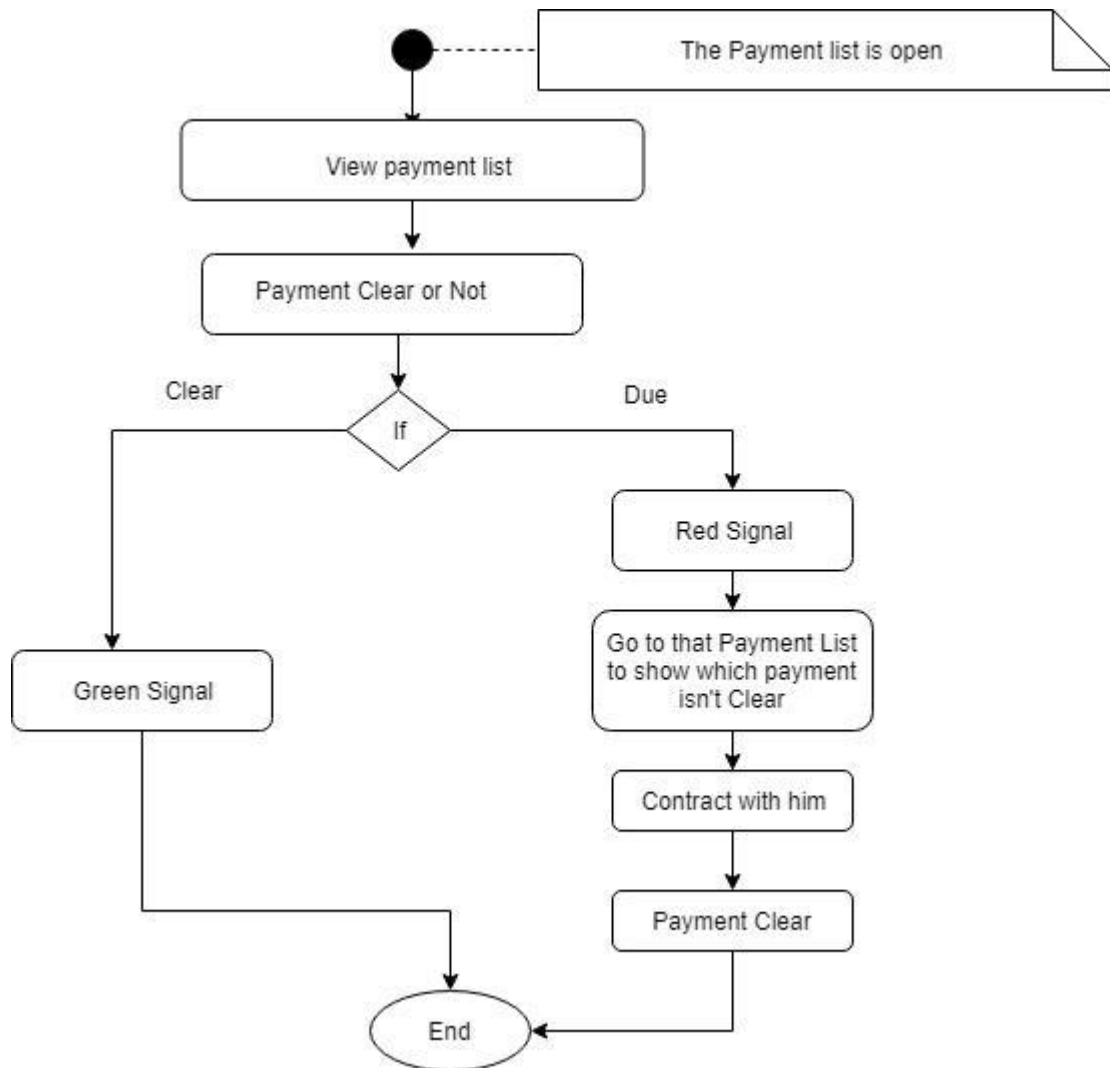 The Payment list is open
View payment list
Payment Clear or Not
Clear
Due
If
Red Signal
Go to that Payment List
to show which payment
isn't Clear
Green Signal
Contract with him
Payment Clear
End